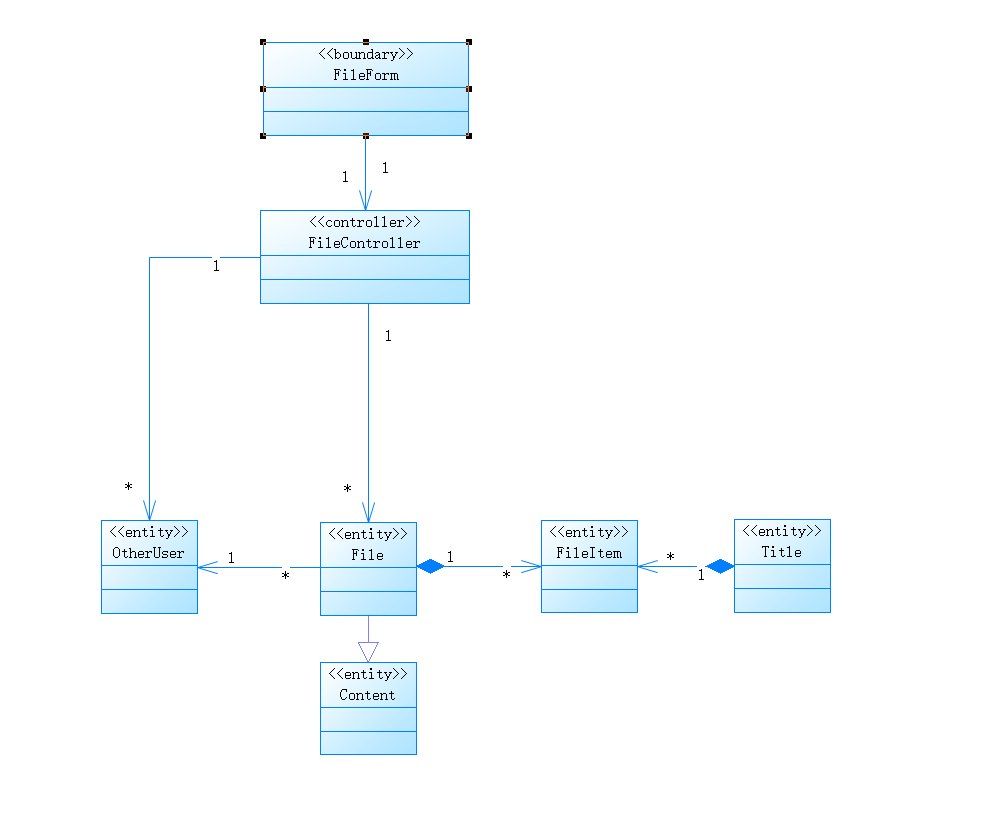 <<boundary>>
FileForm
1
1
<<controller>>
FileController
1
1
*
*
<<entity>>
OtherUser
1
*
<<entity>>
File
1
*
<<entity>>
FileItem
*
1
<<entity>>
Title
<<entity>>
Content